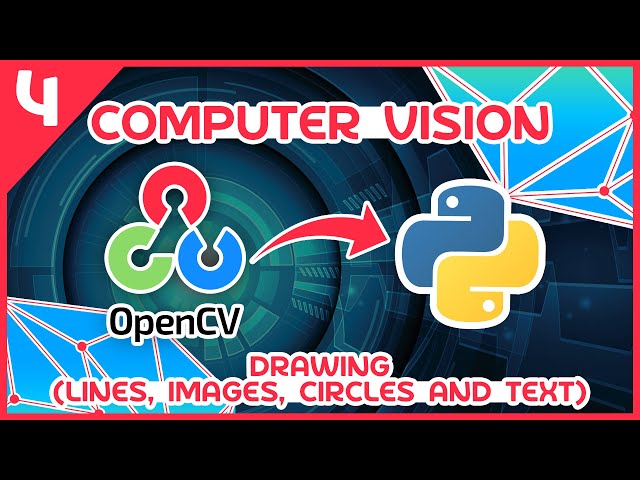 4
COMPUTER VISION
OpenCV
DRAWING
(LINES, IMAGES, CIRCLES AND TEXT)